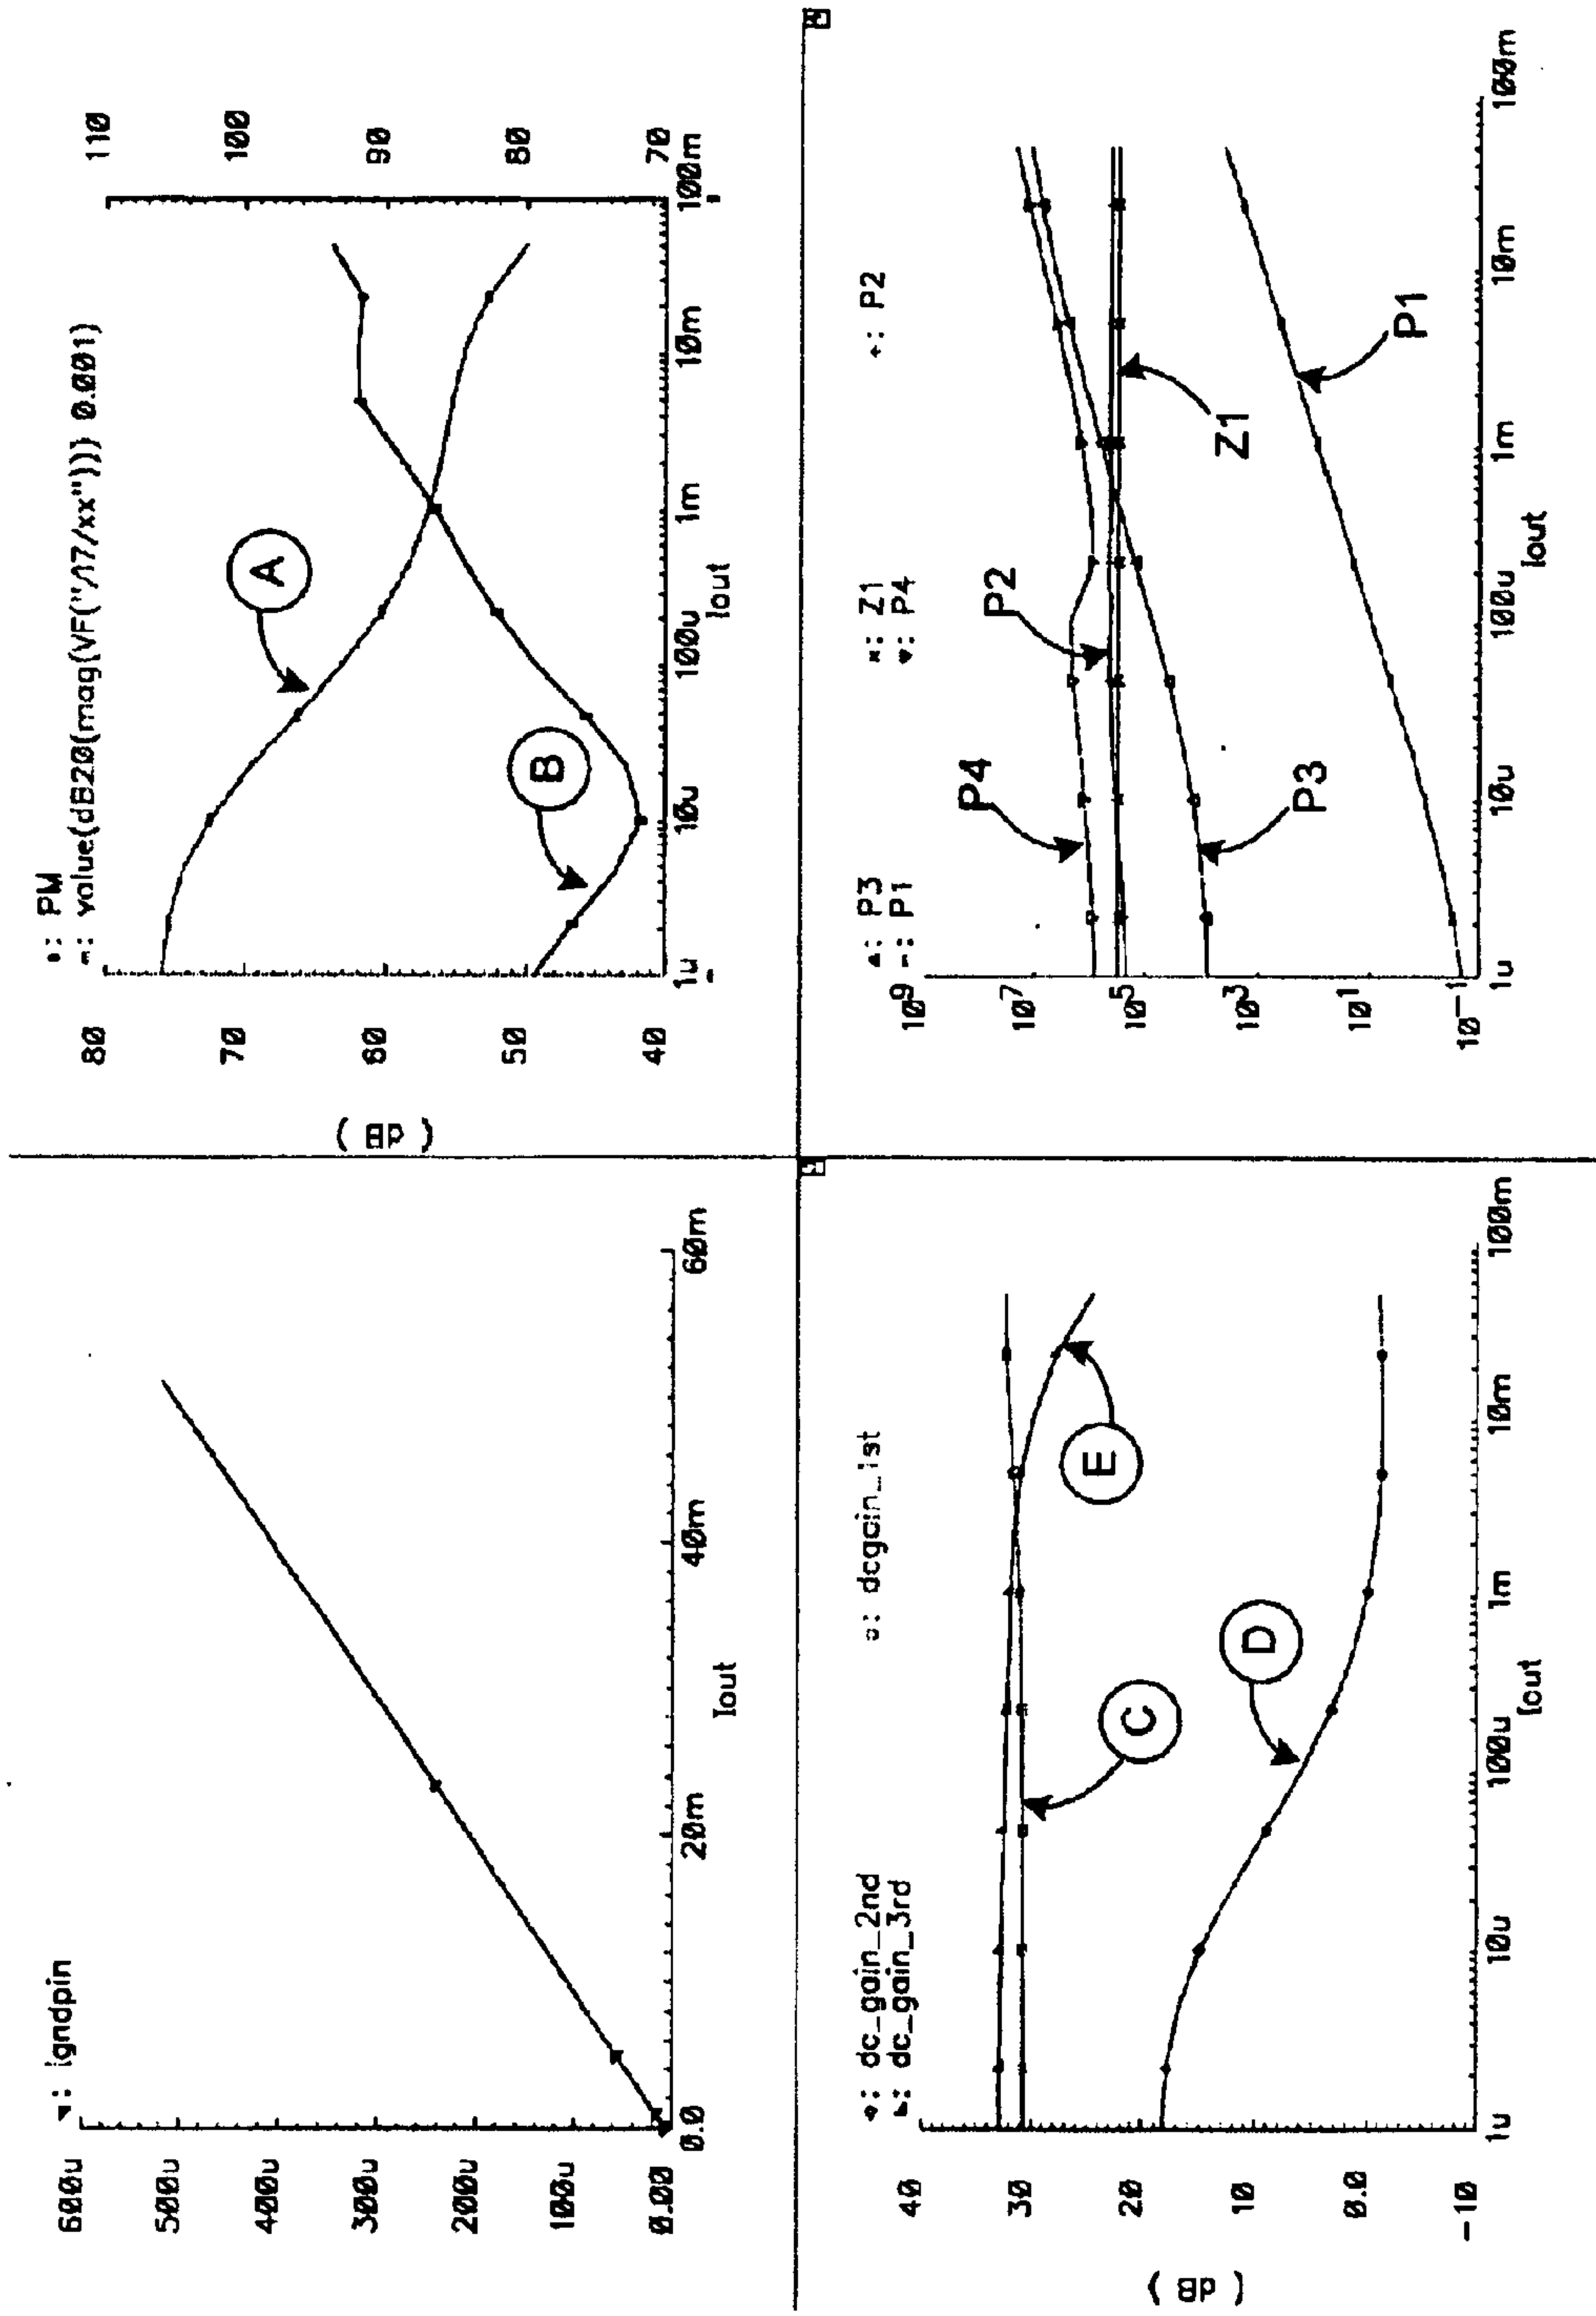 ▼: igndpin
600u
500u
400u
300u
200u
100u
0.00
0.0
20m
40m
60m
Iout
•: PM
-: value(dB20(mag(VF("/17/xx"))) 0.001)
80
70
60
50
40
( dB )
110
100
90
80
70
1u
10u
100u
1m
10m
100m
Iout
A
B
◆: dc_gain_2nd
dc_gain_3rd
□: dcgain_1st
40
30
20
10
0.0
-10
( dB )
1u
10u
100u
1m
10m
100m
Iout
C
D
E
▲: P3
-: P1
×: Z1
▼: P4
+: P2
10^9
10^7
10^5
10^3
10^1
10^-1
1u
10u
100u
1m
10m
100m
Iout
P4
P2
P3
Z1
P1